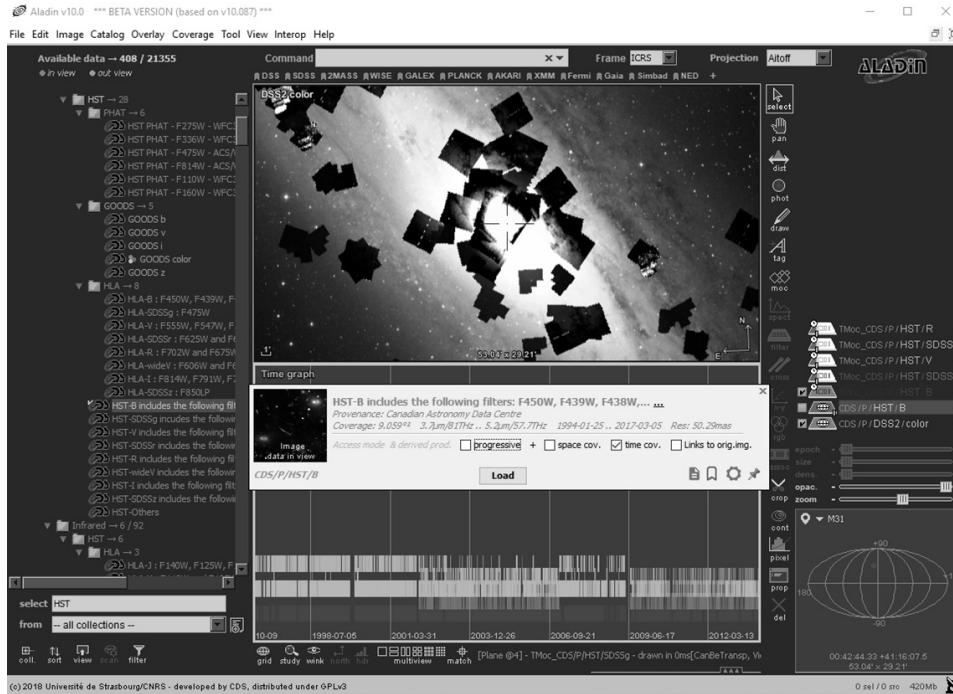 Aladin v10.0 *** BETA VERSION (based on v10.087) ***
File Edit Image Catalog Overlay Coverage Tool View Interop Help
Available data → 408 / 21355
in view out view
Command
Frame ICRS
Projection Aitoff
ALADIN
DSS SDSS 2MASS WISE GALEX PLANCK AKARI XMM Fermi Gaia Simbad NED +
HST → 28
PHAT → 6
HST PHAT - F275W - WFC3
HST PHAT - F336W - WFC3
HST PHAT - F475W - ACS/
HST PHAT - F814W - ACS/
HST PHAT - F110W - WFC3
HST PHAT - F160W - WFC3
GOODS → 5
GOODS b
GOODS v
GOODS i
GOODS color
GOODS z
HLA → 8
HLA-B : F450W, F439W, F
HLA-SDSSg : F475W
HLA-V : F555W, F547W, F
HLA-SDSSr : F625W and F6
HLA-R : F702W and F675W
HLA-wideV : F606W and F6
HLA-I : F814W, F791W, F
HLA-SDSSz : F850LP
HST-B includes the following filt
HST-SDSSg includes the followin
HST-V includes the following filt
HST-SDSSr includes the followin
HST-R includes the following filt
HST-wideV includes the followin
HST-I includes the following filt
HST-SDSSz includes the followin
HST-Others
Infrared → 6 / 92
HST → 6
HLA → 3
HLA-J : F140W, F125W, F
select HST
from -- all collections --
coll. sort view scan filter
DSS2 color
1'
53.04' x 29.21'
N
E
Time graph
HST-B includes the following filters: F450W, F439W, F438W,... ...
Provenance: Canadian Astronomy Data Centre
Coverage: 9.059º² 3.7µm/81THz .. 5.2µm/57.7THz 1994-01-25 .. 2017-03-05 Res: 50.29mas
Image data in view
Access mode & derived prod. progressive + space cov. time cov. Links to orig.img.
CDS/P/HST/B
Load
10-09 1998-07-05 2001-03-31 2003-12-26 2006-09-21 2009-06-17 2012-03-13
grid study wink north hdr multiview match
[Plane @4] - TMoc_CDS/P/HST/SDSSg - drawn in 0ms[CanBeTransp,
select
pan
dist
phot
draw
tag
moc
spect
filter
cross
rgb
assoc
crop
cont
pixel
prop
del
TMoc_CDS/P/HST/R
TMoc_CDS/P/HST/SDSS
TMoc_CDS/P/HST/V
TMoc_CDS/P/HST/SDSS
CDS/P/HST/B
CDS/P/DSS2/color
epoch
size
dens.
opac.
zoom
M31
+90
180
-90
00:42:44.33 +41:16:07.5
53.04' × 29.21'
(c) 2018 Université de Strasbourg/CNRS - developed by CDS, distributed under GPLv3
0 sel / 0 src 420Mb